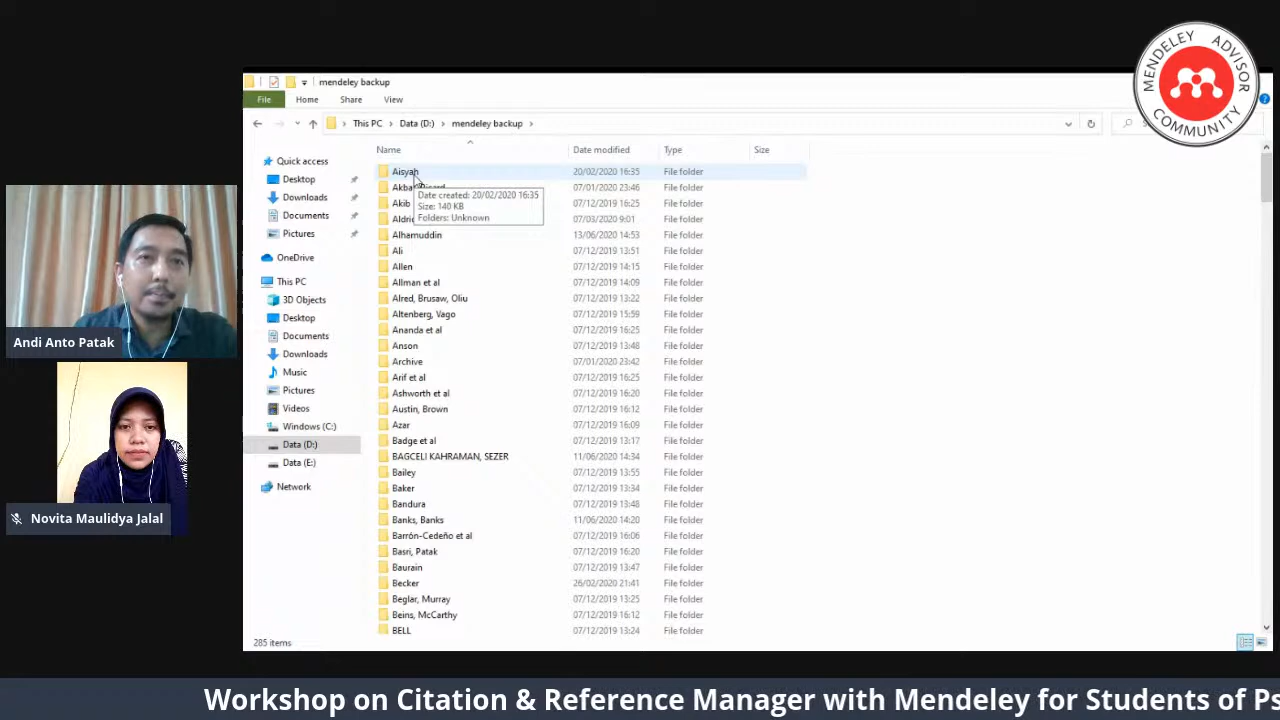 MENDELEY ADVISOR COMMUNITY
mendeley backup
File Home Share View
This PC Data (D:) mendeley backup
Name Date modified Type Size
Quick access
Desktop
Downloads
Documents
Pictures
OneDrive
This PC
3D Objects
Desktop
Documents
Downloads
Music
Pictures
Videos
Windows (C:)
Data (D:)
Data (E:)
Network
Aisyah 20/02/2020 16:35 File folder
07/01/2020 23:46 File folder
Akib 07/12/2019 16:25 File folder
07/03/2020 9:01 File folder
Date created: 20/02/2020 16:35
Size: 140 KB
Folders: Unknown
Alhamuddin 13/06/2020 14:53 File folder
Ali 07/12/2019 13:51 File folder
Allen 07/12/2019 14:15 File folder
Allman et al 07/12/2019 14:09 File folder
Alred, Brusaw, Oliu 07/12/2019 13:22 File folder
Altenberg, Vago 07/12/2019 15:59 File folder
Ananda et al 07/12/2019 16:25 File folder
Anson 07/12/2019 13:48 File folder
Archive 07/01/2020 23:42 File folder
Arif et al 07/12/2019 16:25 File folder
Ashworth et al 07/12/2019 16:20 File folder
Austin, Brown 07/12/2019 16:12 File folder
Azar 07/12/2019 16:09 File folder
Badge et al 07/12/2019 13:17 File folder
BAGCELI KAHRAMAN, SEZER 11/06/2020 14:34 File folder
Bailey 07/12/2019 13:55 File folder
Baker 07/12/2019 13:34 File folder
Bandura 07/12/2019 13:48 File folder
Banks, Banks 11/06/2020 14:20 File folder
Barrón-Cedeño et al 07/12/2019 16:06 File folder
Basri, Patak 07/12/2019 16:20 File folder
Baurain 07/12/2019 13:47 File folder
Becker 26/02/2020 21:41 File folder
Beglar, Murray 07/12/2019 13:25 File folder
Beins, McCarthy 07/12/2019 16:12 File folder
BELL 07/12/2019 13:24 File folder
285 items
Andi Anto Patak
Novita Maulidya Jalal
Workshop on Citation & Reference Manager with Mendeley for Students of Ps